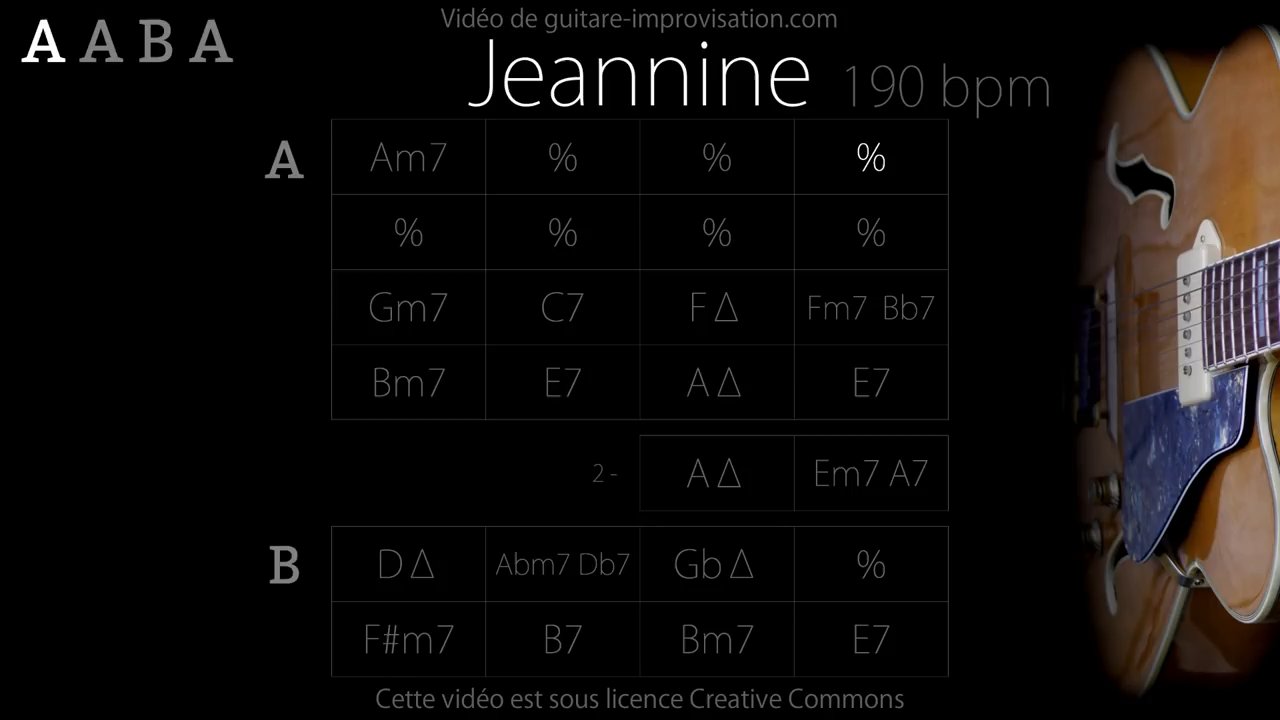 Vidéo de guitare-improvisation.com
A A B A
Jeannine 190 bpm
A
Am7 % % %
% % % %
Gm7 C7 F Δ Fm7 Bb7
Bm7 E7 A Δ E7
2 - A Δ Em7 A7
B
D Δ Abm7 Db7 Gb Δ %
F#m7 B7 Bm7 E7
Cette vidéo est sous licence Creative Commons